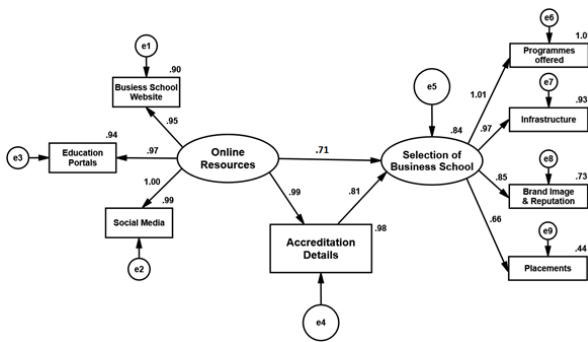 e1
.90
Busiess School
Website
.95
e3
.94
Education
Portals
.97
Online
Resources
1.00
.99
Social Media
e2
.71
.99
.81
Accreditation
Details
.98
e4
e5
.84
Selection of
Business School
1.01
e6
1.0
Programmes
offered
.97
e7
.93
Infrastructure
.85
e8
.73
Brand Image
& Reputation
.66
e9
.44
Placements